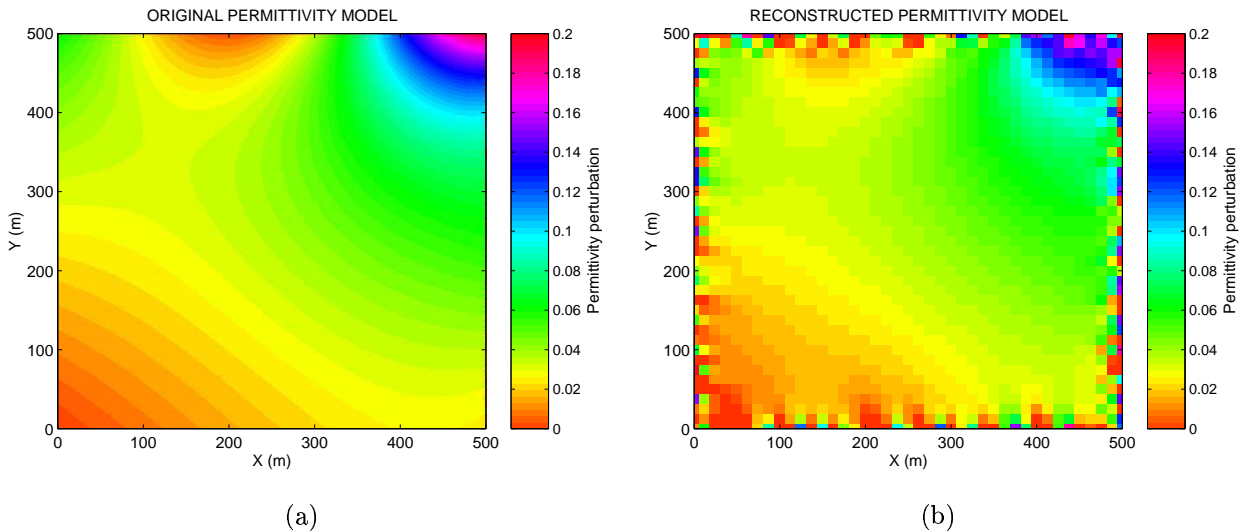 ORIGINAL PERMITTIVITY MODEL
500
400
300
200
100
0
Y (m)
0 100 200 300 400 500
X (m)
0.2
0.18
0.16
0.14
0.12
0.1
0.08
0.06
0.04
0.02
0
Permittivity perturbation
(a)
RECONSTRUCTED PERMITTIVITY MODEL
500
400
300
200
100
0
Y (m)
0 100 200 300 400 500
X (m)
0.2
0.18
0.16
0.14
0.12
0.1
0.08
0.06
0.04
0.02
0
Permittivity perturbation
(b)